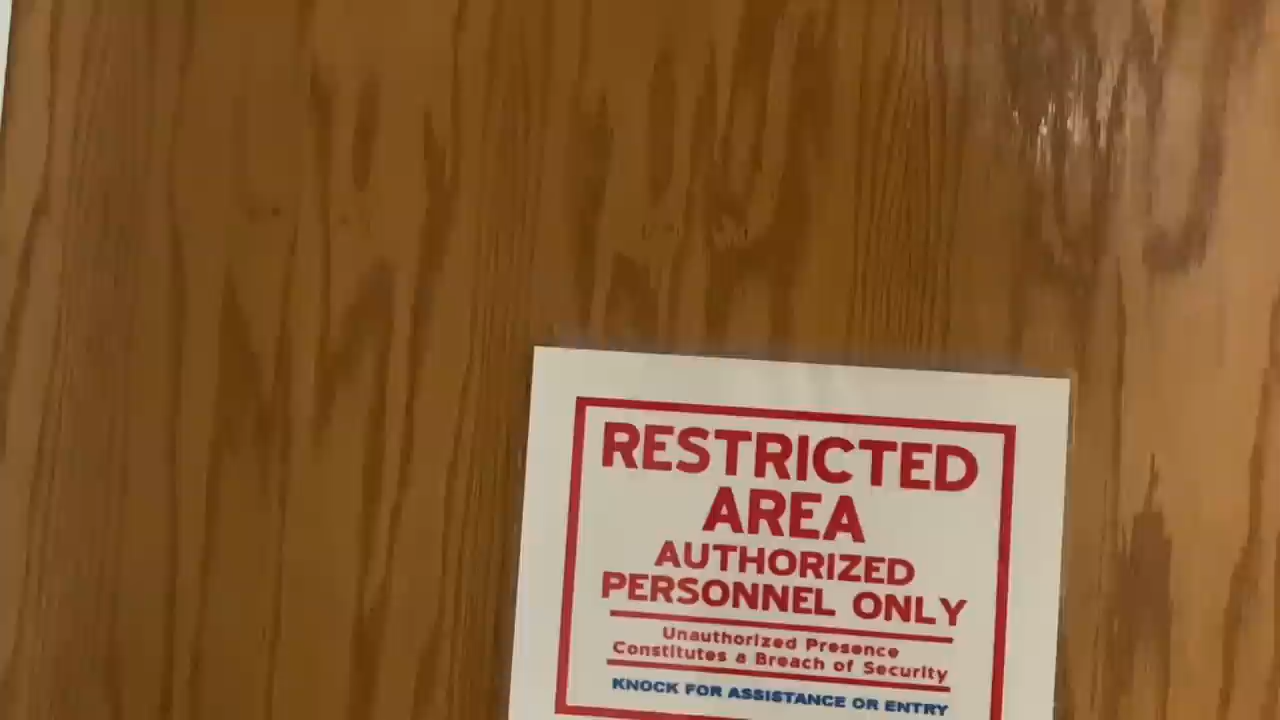 RESTRICTED
AREA
AUTHORIZED
PERSONNEL ONLY
Unauthorized Presence
Constitutes a Breach of Security
KNOCK FOR ASSISTANCE OR ENTRY